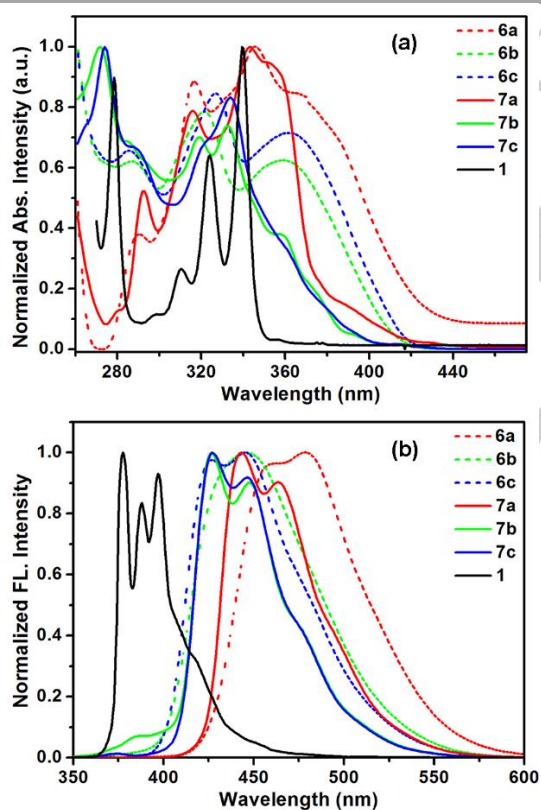 (a)
6a
6b
6c
7a
7b
7c
1
Normalized Abs. Intensity (a.u.)
1.0
0.8
0.6
0.4
0.2
0.0
280 320 360 400 440
Wavelength (nm)
(b)
6a
6b
6c
7a
7b
7c
1
Normalized FL. Intensity
1.0
0.8
0.6
0.4
0.2
0.0
350 400 450 500 550 600
Wavelength (nm)